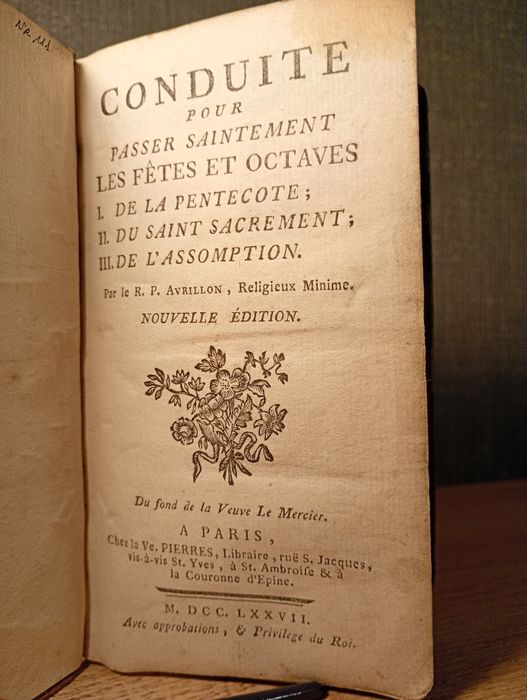 NR 111
CONDUITE
POUR
PASSER SAINTEMENT
LES FÊTES ET OCTAVES
I. DE LA PENTECOTE;
II. DU SAINT SACREMENT;
III. DE L'ASSOMPTION.
Par le R. P. AVRILLON, Religieux Minime.
NOUVELLE ÉDITION.
Du fond de la Veuve Le Mercier.
A PARIS,
Chez la Ve. PIERRES, Libraire, ruë S. Jacques,
vis-à-vis St. Yves, à St. Ambroise & à
la Couronne d'Epine.
M. DCC. LXXVII.
Avec approbations, & Privilege du Roi.